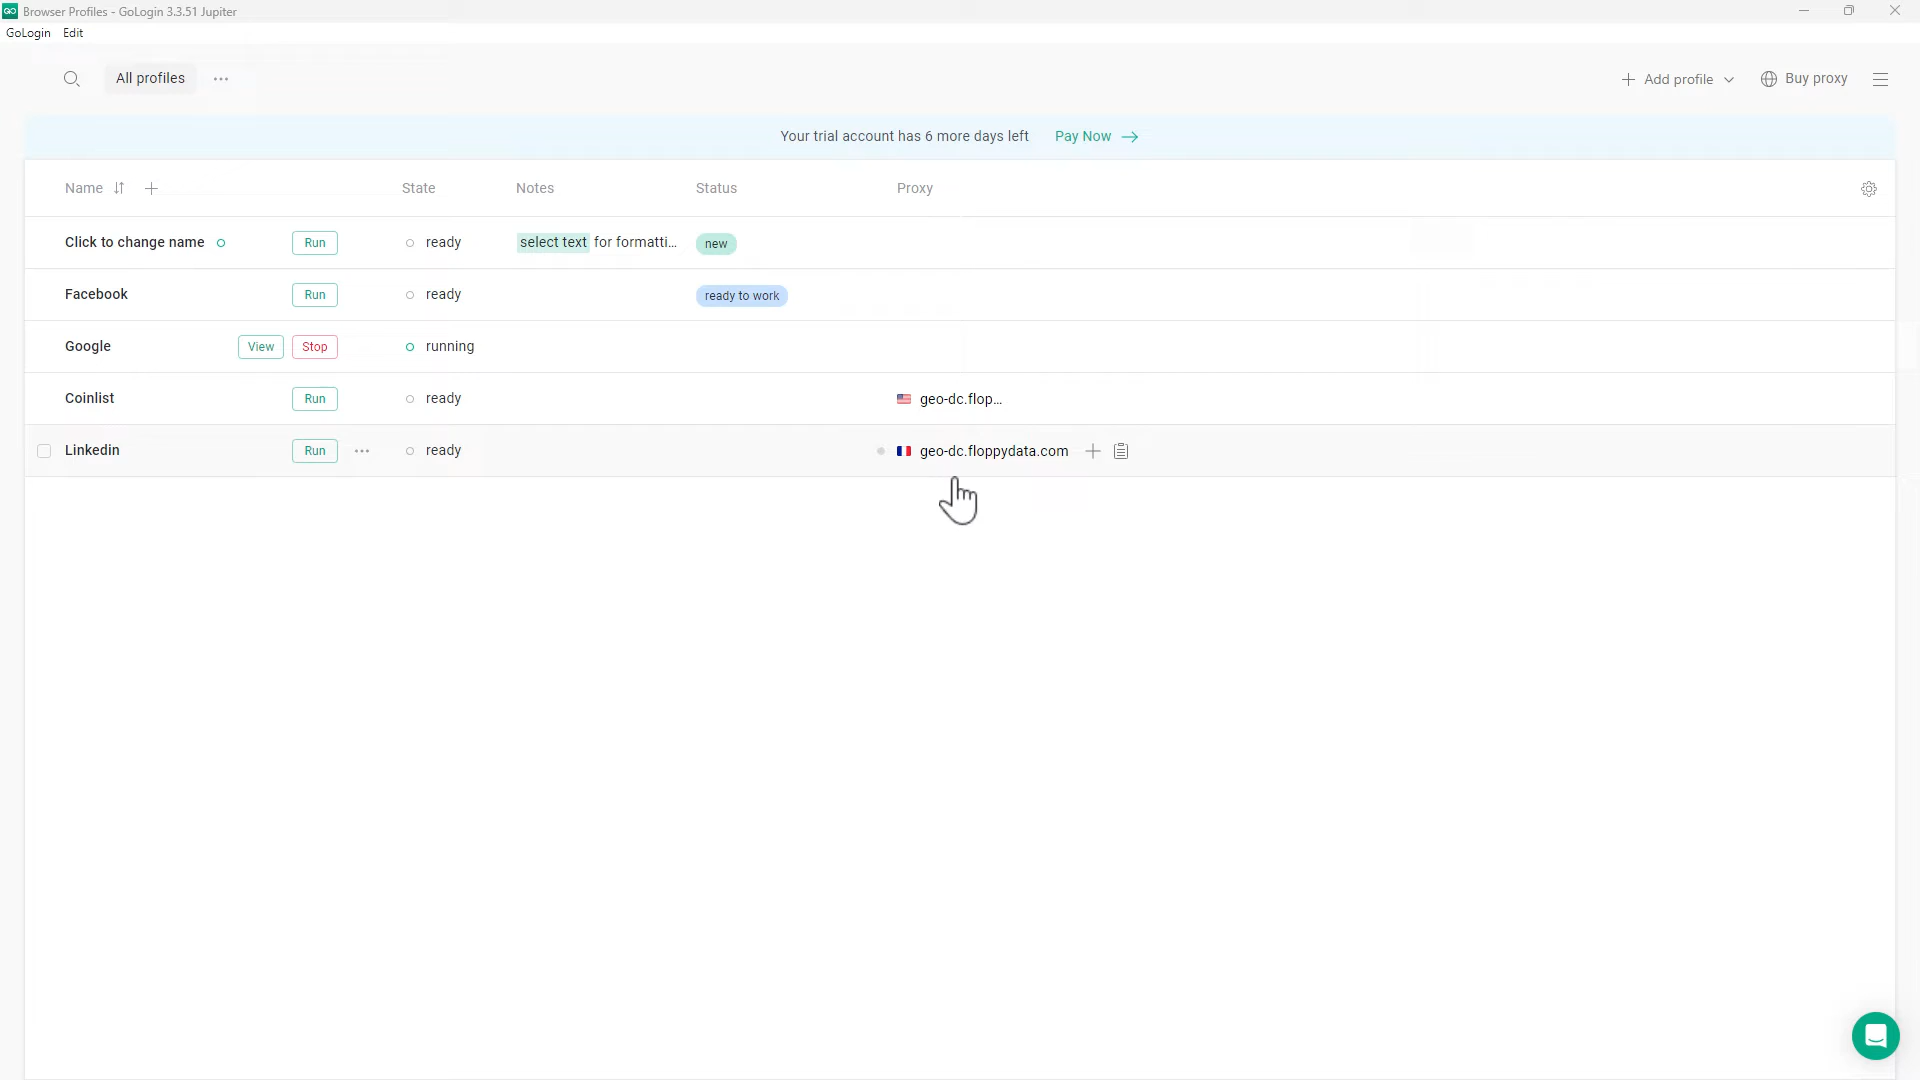 GO Browser Profiles - GoLogin 3.3.51 Jupiter
GoLogin Edit
All profiles ··· Add profile Buy proxy
Your trial account has 6 more days left Pay Now →
Name State Notes Status Proxy
Click to change name Run ready select text for formatti... new
Facebook Run ready ready to work
Google View Stop running
Coinlist Run ready geo-dc.flop...
Linkedin Run ··· ready geo-dc.floppydata.com